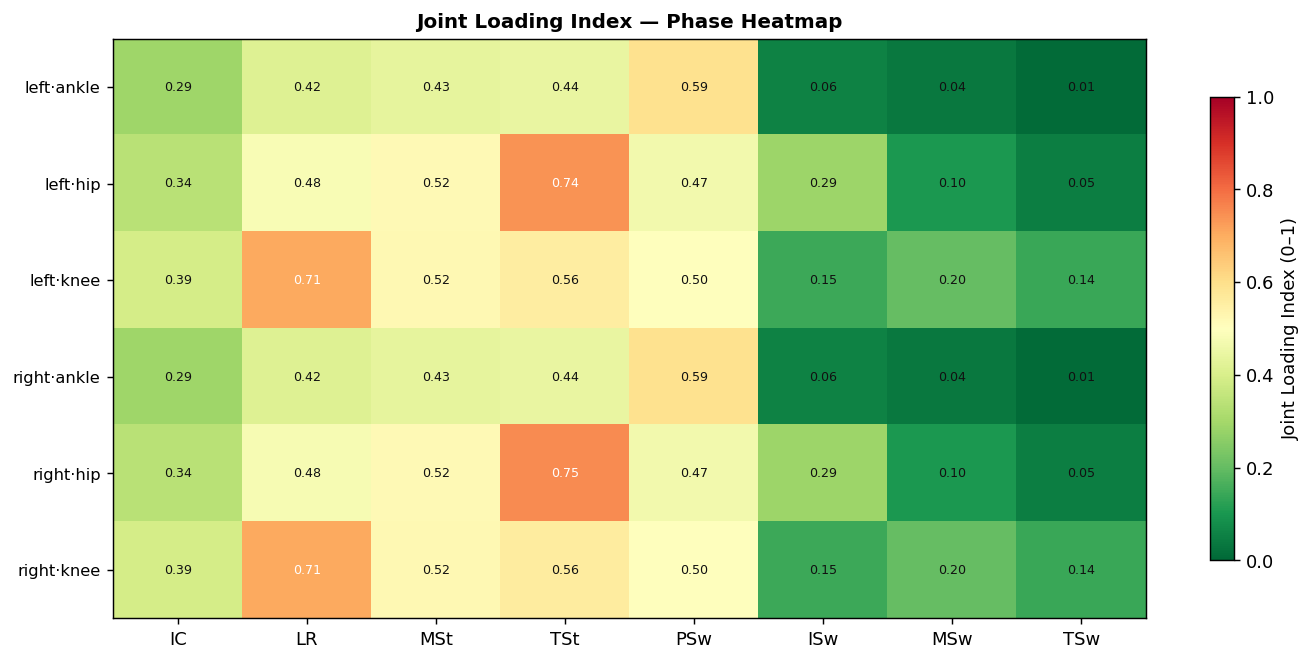 Joint Loading Index — Phase Heatmap
left·ankle 0.29 0.42 0.43 0.44 0.59 0.06 0.04 0.01
left·hip 0.34 0.48 0.52 0.74 0.47 0.29 0.10 0.05
left·knee 0.39 0.71 0.52 0.56 0.50 0.15 0.20 0.14
right·ankle 0.29 0.42 0.43 0.44 0.59 0.06 0.04 0.01
right·hip 0.34 0.48 0.52 0.75 0.47 0.29 0.10 0.05
right·knee 0.39 0.71 0.52 0.56 0.50 0.15 0.20 0.14
IC LR MSt TSt PSw ISw MSw TSw
1.0
0.8
0.6
0.4
0.2
0.0
Joint Loading Index (0–1)